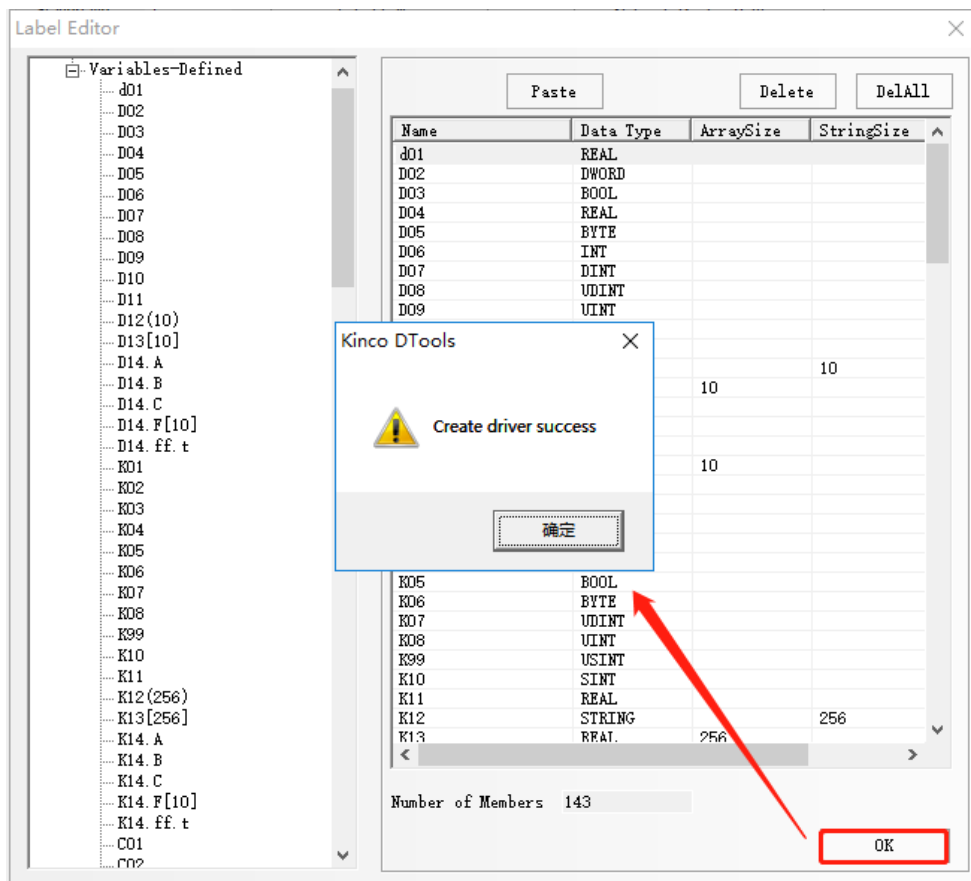 Label Editor
Variables-Defined
d01
D02
D03
D04
D05
D06
D07
D08
D09
D10
D11
D12(10)
D13[10]
D14.A
D14.B
D14.C
D14.F[10]
D14.ff.t
K01
K02
K03
K04
K05
K06
K07
K08
K99
K10
K11
K12(256)
K13[256]
K14.A
K14.B
K14.C
K14.F[10]
K14.ff.t
C01
C02
Paste Delete DelAll
Name Data Type ArraySize StringSize
d01 REAL
D02 DWORD
D03 BOOL
D04 REAL
D05 BYTE
D06 INT
D07 DINT
D08 UDINT
D09 UINT
10
10
10
K05 BOOL
K06 BYTE
K07 UDINT
K08 UINT
K99 USINT
K10 SINT
K11 REAL
K12 STRING 256
K13 REAL 256
Kinco DTools
Create driver success
确定
Number of Members 143
OK